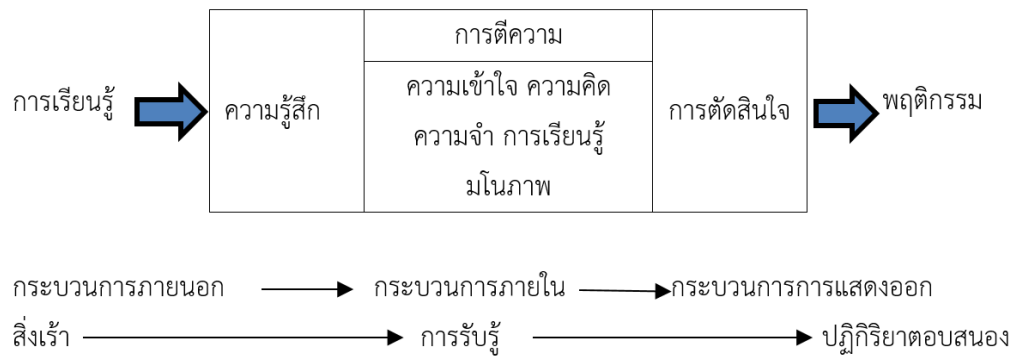 การเรียนรู้
ความรู้สึก
การตีความ
ความเข้าใจ ความคิด
ความจำ การเรียนรู้
มโนภาพ
การตัดสินใจ
พฤติกรรม
กระบวนการภายนอก กระบวนการภายใน กระบวนการการแสดงออก
สิ่งเร้า การรับรู้ ปฏิกิริยาตอบสนอง